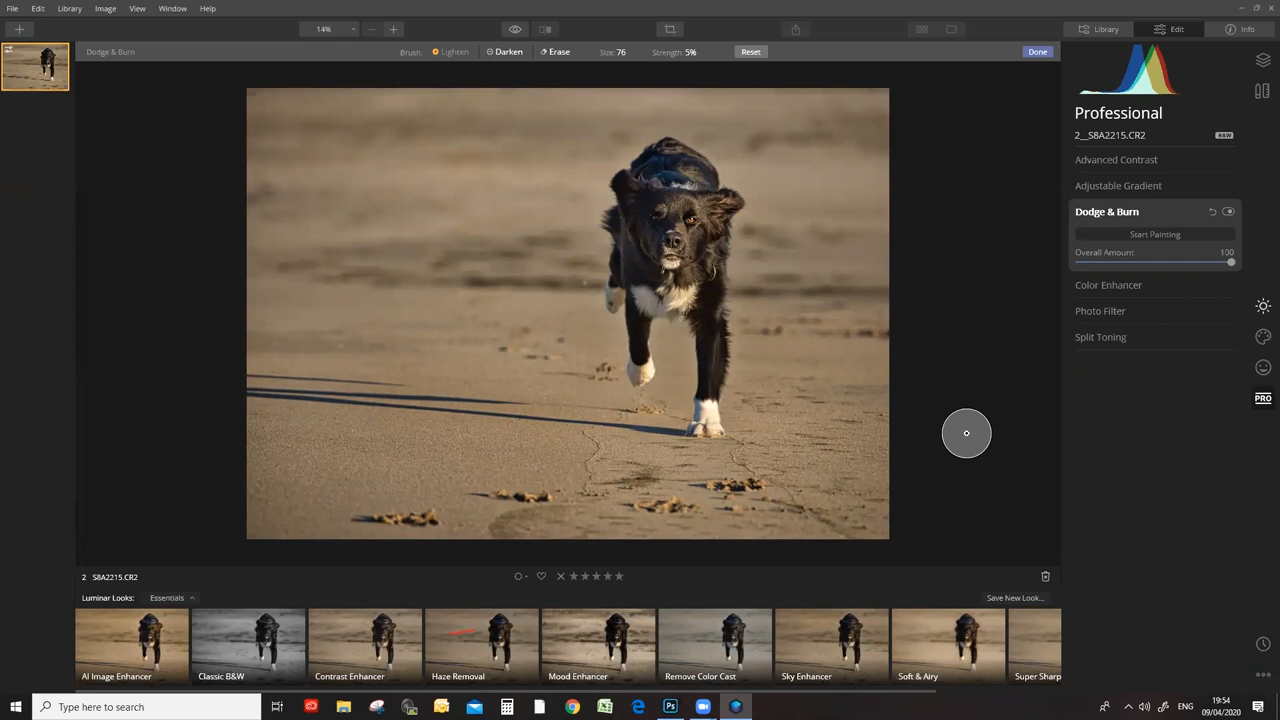 File Edit Library Image View Window Help
14%
Library Edit Info
Dodge & Burn Brush: Lighten Darken Erase Size: 76 Strength: 5% Reset Done
Professional
2__S8A2215.CR2 RAW
Advanced Contrast
Adjustable Gradient
Dodge & Burn
Start Painting
Overall Amount 100
Color Enhancer
Photo Filter
Split Toning
PRO
2 S8A2215.CR2
Luminar Looks: Essentials Save New Look...
AI Image Enhancer Classic B&W Contrast Enhancer Haze Removal Mood Enhancer Remove Color Cast Sky Enhancer Soft & Airy Super Sharp
Type here to search
Ps
ENG
19:54
09/04/2020